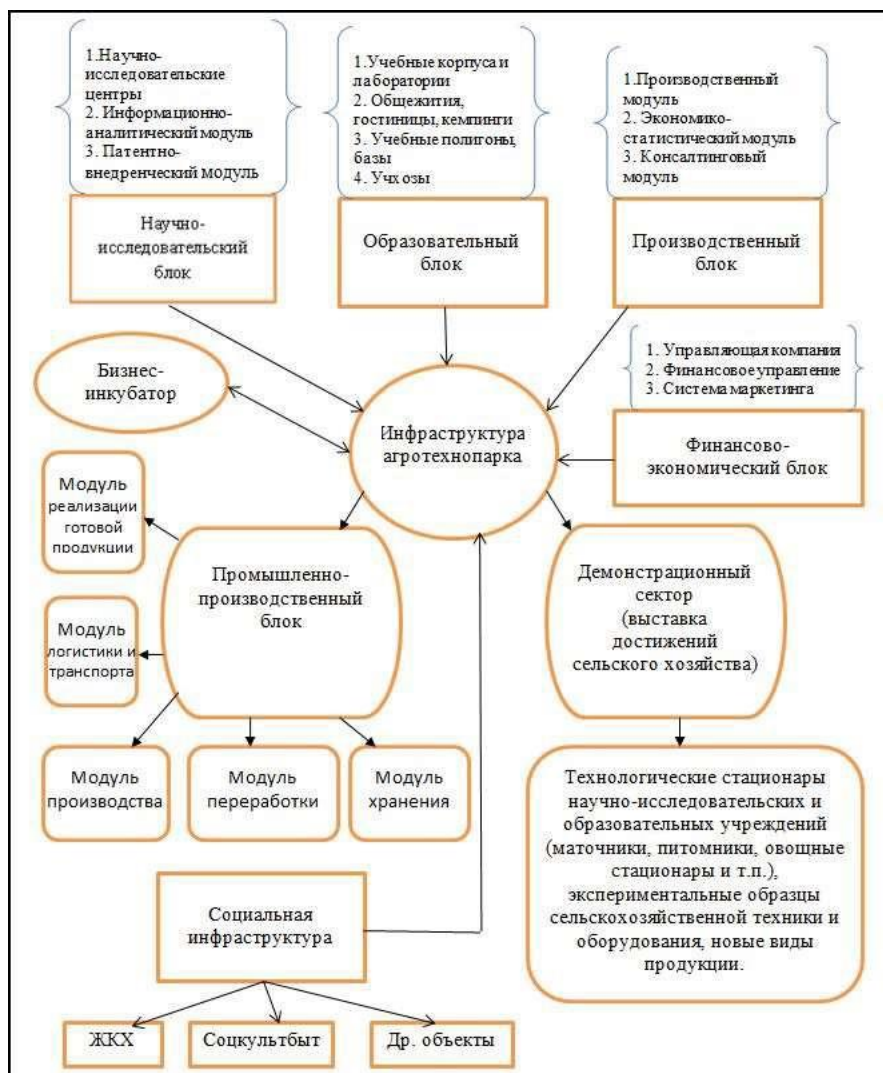 1.Научно-
исследовательские
центры
2. Информационно-
аналитический модуль
3. Патентно-
внедренческий модуль
1.Учебные корпуса и
лаборатории
2. Общежития,
гостиницы, кемпинги
3. Учебные полигоны,
базы
4. Учхозы
1.Производственный
модуль
2. Экономико-
статистический модуль
3. Консалтинговый
модуль
Научно-
исследовательский
блок
Образовательный
блок
Производственный
блок
1. Управляющая компания
2. Финансовое управление
3. Система маркетинга
Бизнес-
инкубатор
Инфраструктура
агротехнопарка
Финансово-
экономический блок
Модуль
реализации
готовой
продукции
Промышленно-
производственный
блок
Демонстрационный
сектор
(выставка
достижений
сельского хозяйства)
Модуль
логистики и
транспорта
Модуль
производства
Модуль
переработки
Модуль
хранения
Технологические стационары
научно-исследовательских и
образовательных учреждений
(маточники, питомники, овощные
стационары и т.п.),
экспериментальные образцы
сельскохозяйственной техники и
оборудования, новые виды
продукции.
Социальная
инфраструктура
ЖКХ
Соцкультбыт
Др. объекты